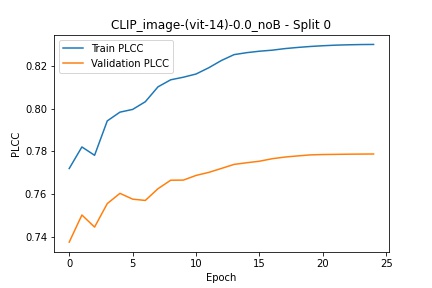 CLIP_image-(vit-14)-0.0_noB - Split 0
Train PLCC
Validation PLCC
0.82
0.80
0.78
0.76
0.74
PLCC
0
5
10
15
20
25
Epoch